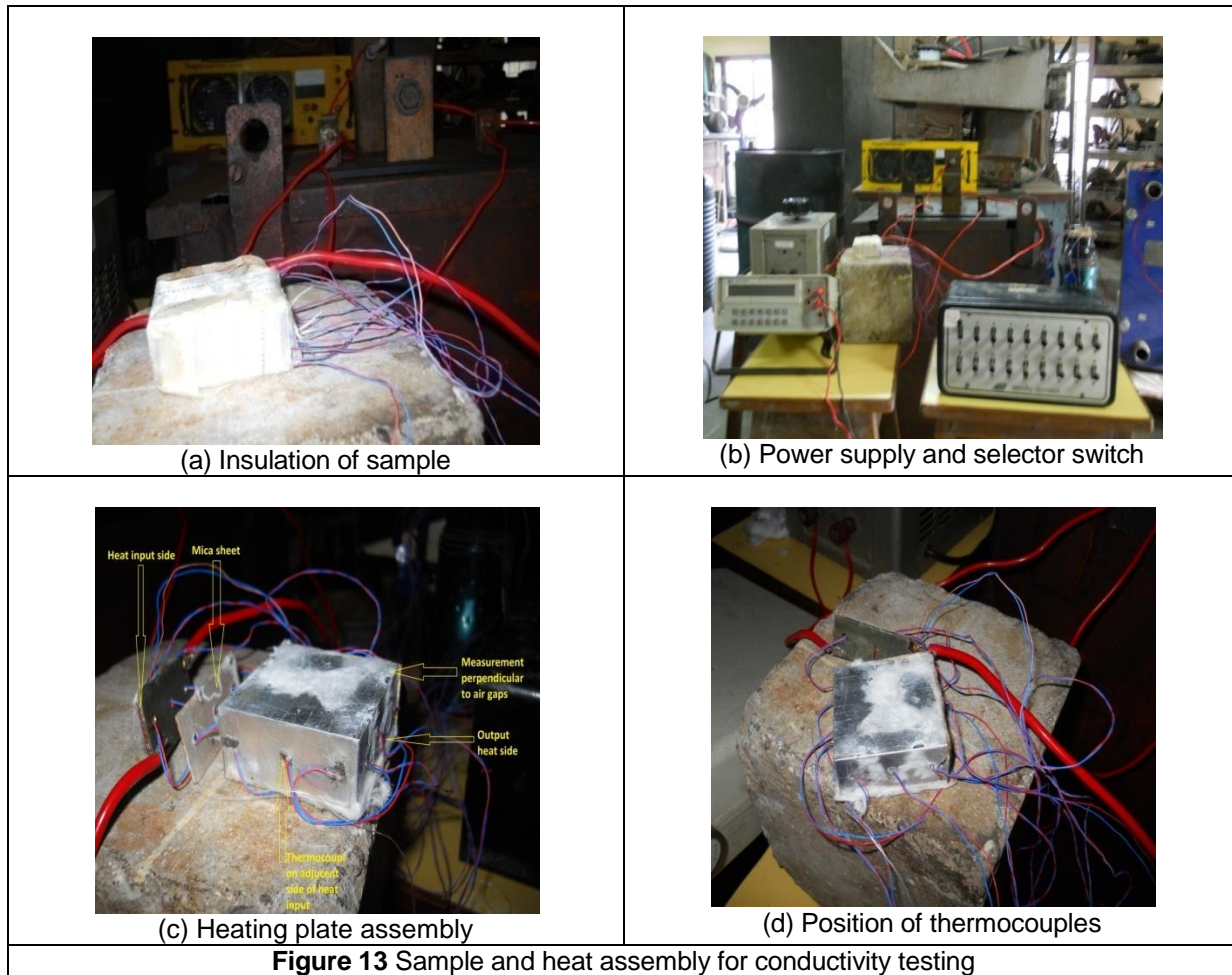 (a) Insulation of sample
(b) Power supply and selector switch
Heat input side
Mica sheet
Measurement
perpendicular
to air gaps
Output
heat side
Thermocoupl
on adjucent
side of heat
input
(c) Heating plate assembly
(d) Position of thermocouples
Figure 13 Sample and heat assembly for conductivity testing